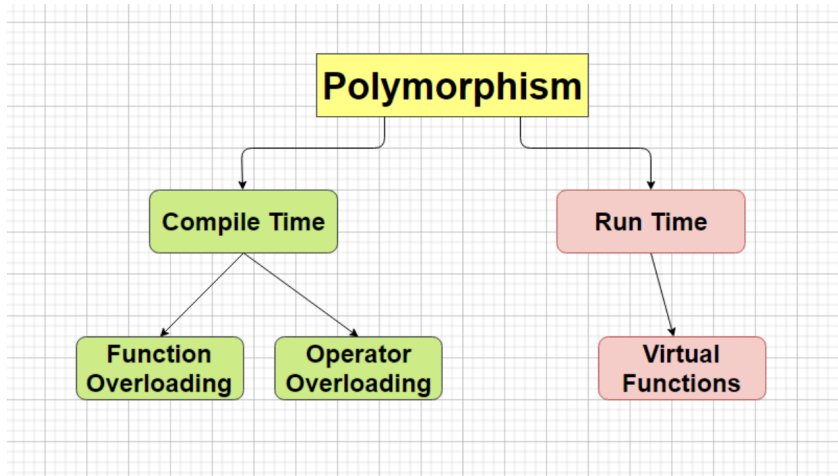 Polymorphism
Compile Time
Run Time
Function
Overloading
Operator
Overloading
Virtual
Functions